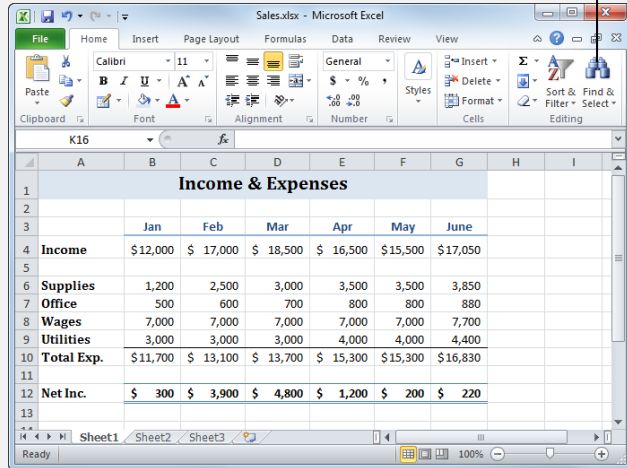 Sales.xlsx - Microsoft Excel
File Home Insert Page Layout Formulas Data Review View
Paste
Calibri 11
B I U A A
A
General
$ % ,
.0 .00 .00 .0
A
Styles
Insert
Delete
Format
Σ
A Z
Sort & Filter
Find & Select
Clipboard Font Alignment Number Cells Editing
K16 fx
A B C D E F G H I
1 Income & Expenses
2
3 Jan Feb Mar Apr May June
4 Income $12,000 $ 17,000 $ 18,500 $ 16,500 $15,500 $17,050
5
6 Supplies 1,200 2,500 3,000 3,500 3,500 3,850
7 Office 500 600 700 800 800 880
8 Wages 7,000 7,000 7,000 7,000 7,000 7,700
9 Utilities 3,000 3,000 3,000 4,000 4,000 4,400
10 Total Exp. $11,700 $ 13,100 $ 13,700 $ 15,300 $15,300 $16,830
11
12 Net Inc. $ 300 $ 3,900 $ 4,800 $ 1,200 $ 200 $ 220
13
Sheet1 Sheet2 Sheet3
Ready 100%